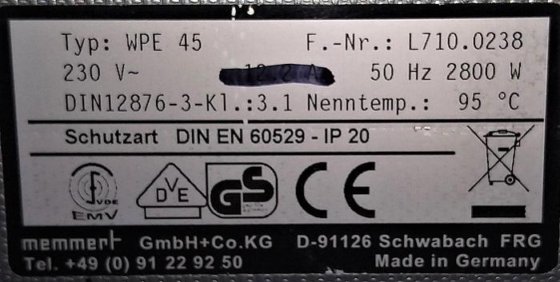 Typ: WPE 45 F.-Nr.: L710.0238
230 V~ 12.2 A 50 Hz 2800 W
DIN12876-3-Kl.:3.1 Nenntemp.: 95 °C
Schutzart DIN EN 60529 - IP 20
VDE
EMV
DVE
GS
CE
memmert GmbH+Co.KG D-91126 Schwabach FRG
Tel. +49 (0) 91 22 92 50 Made in Germany